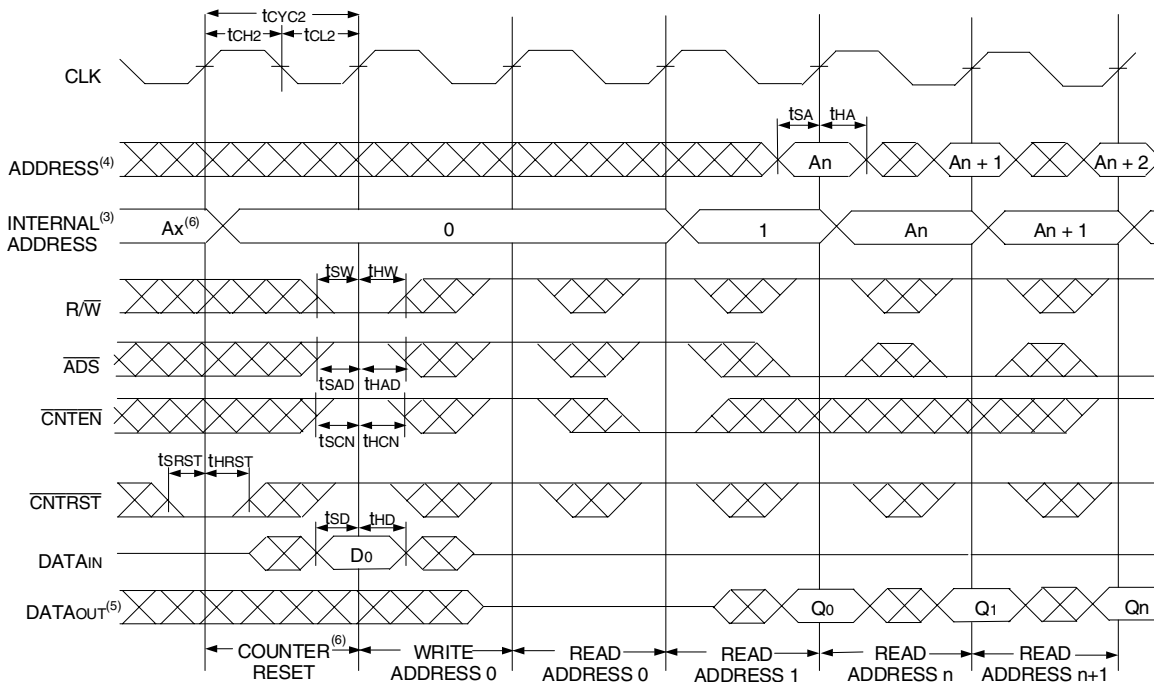 tCYC2
tCH2 tCL2
CLK
tSA tHA
ADDRESS(4) An An + 1 An + 2
INTERNAL(3)
ADDRESS Ax(6) 0 1 An An + 1
tSW tHW
R/W
ADS
tSAD tHAD
CNTEN
tSCN tHCN
tSRST tHRST
CNTRST
tSD tHD
DATAIN D0
DATAOUT(5) Q0 Q1 Qn
COUNTER(6) WRITE READ READ READ READ
RESET ADDRESS 0 ADDRESS 0 ADDRESS 1 ADDRESS n ADDRESS n+1